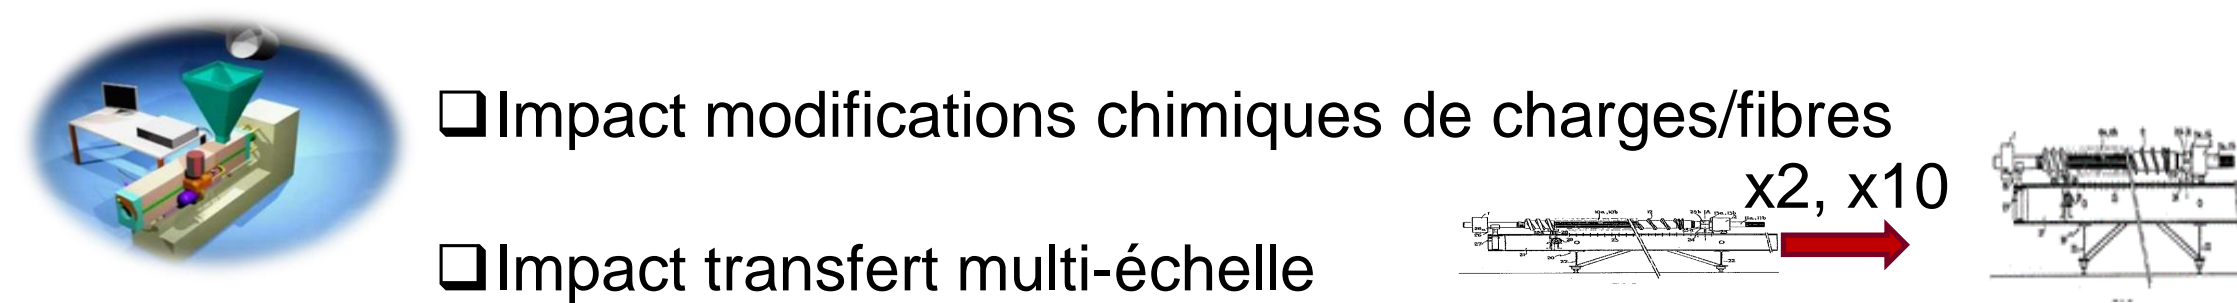 ❑Impact modifications chimiques de charges/fibres
x2, x10
❑Impact transfert multi-échelle